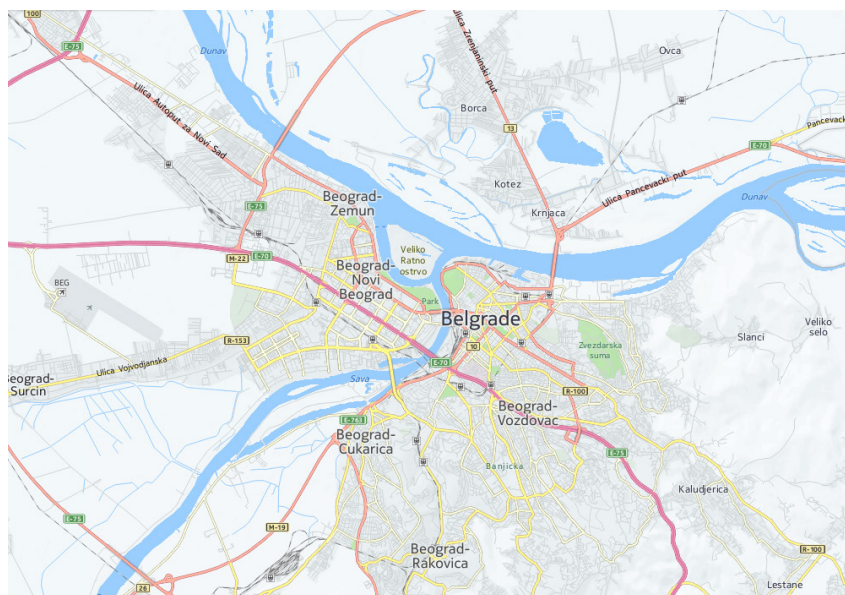 100
E-75
Dunav
Ulica Zrenjaninski put
Ovca
Ulica Autoput za Novi Sad
Borca
13
Pancevacki
E-70
Kotez
Ulica Pancevacki put
Beograd-
Zemun
Dunav
E-75
Krnjaca
Veliko
Ratno
ostrvo
M-22
E-70
Beograd-
Novi
Beograd
BEG
Park
Belgrade
Veliko
selo
Slanci
R-153
10
Zvezdarska
suma
Ulica Vojvodjanska
E-70
Beograd-
Surcin
Sava
R-100
Beograd-
Vozdovac
E-763
Beograd-
Cukarica
E-75
Banjicka
Kaludjerica
E-75
M-19
Beograd-
Rakovica
R-100
26
Lestane